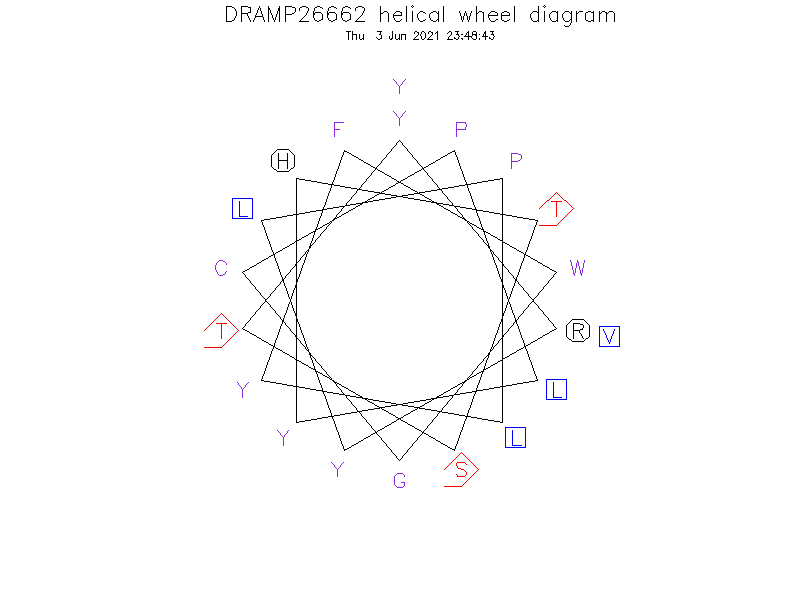 DRAMP26662 helical wheel diagram
Thu 3 Jun 2021 23:48:43
Y
F Y P
H P
L T
C W
T R V
Y L
Y L
Y G S